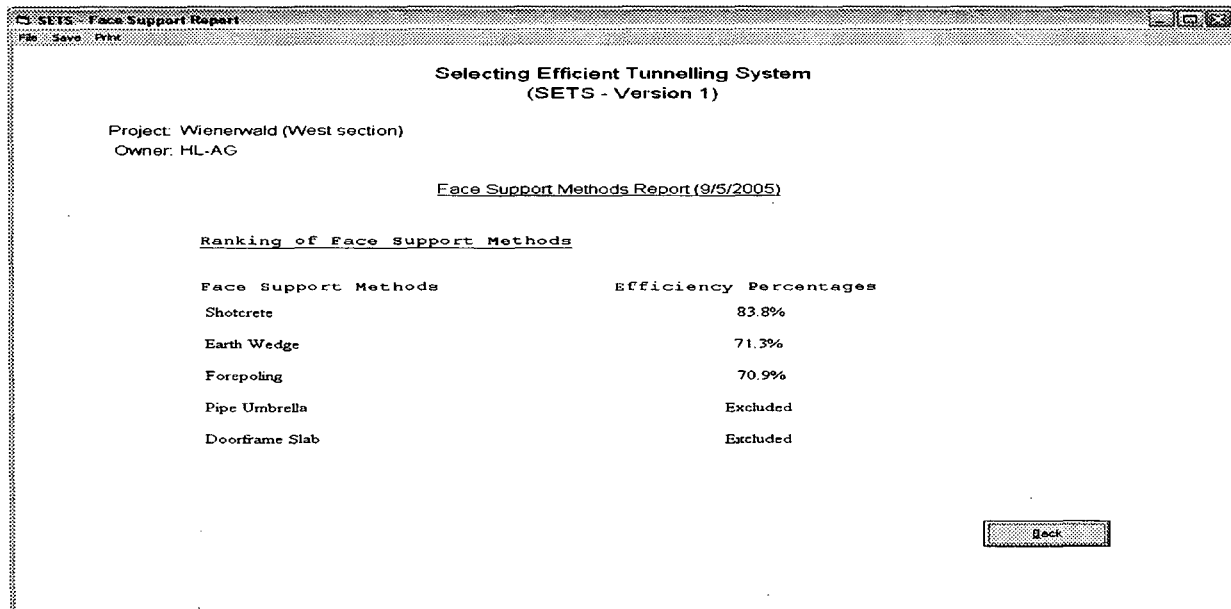 SETS - Face Support Report
File Save Print
Selecting Efficient Tunnelling System
(SETS - Version 1)
Project: Wienerwald (West section)
Owner: HL-AG
Face Support Methods Report (9/5/2005)
Ranking of Face Support Methods
Face Support Methods Efficiency Percentages
Shotcrete 83.8%
Earth Wedge 71.3%
Forepoling 70.9%
Pipe Umbrella Excluded
Doorframe Slab Excluded
Back